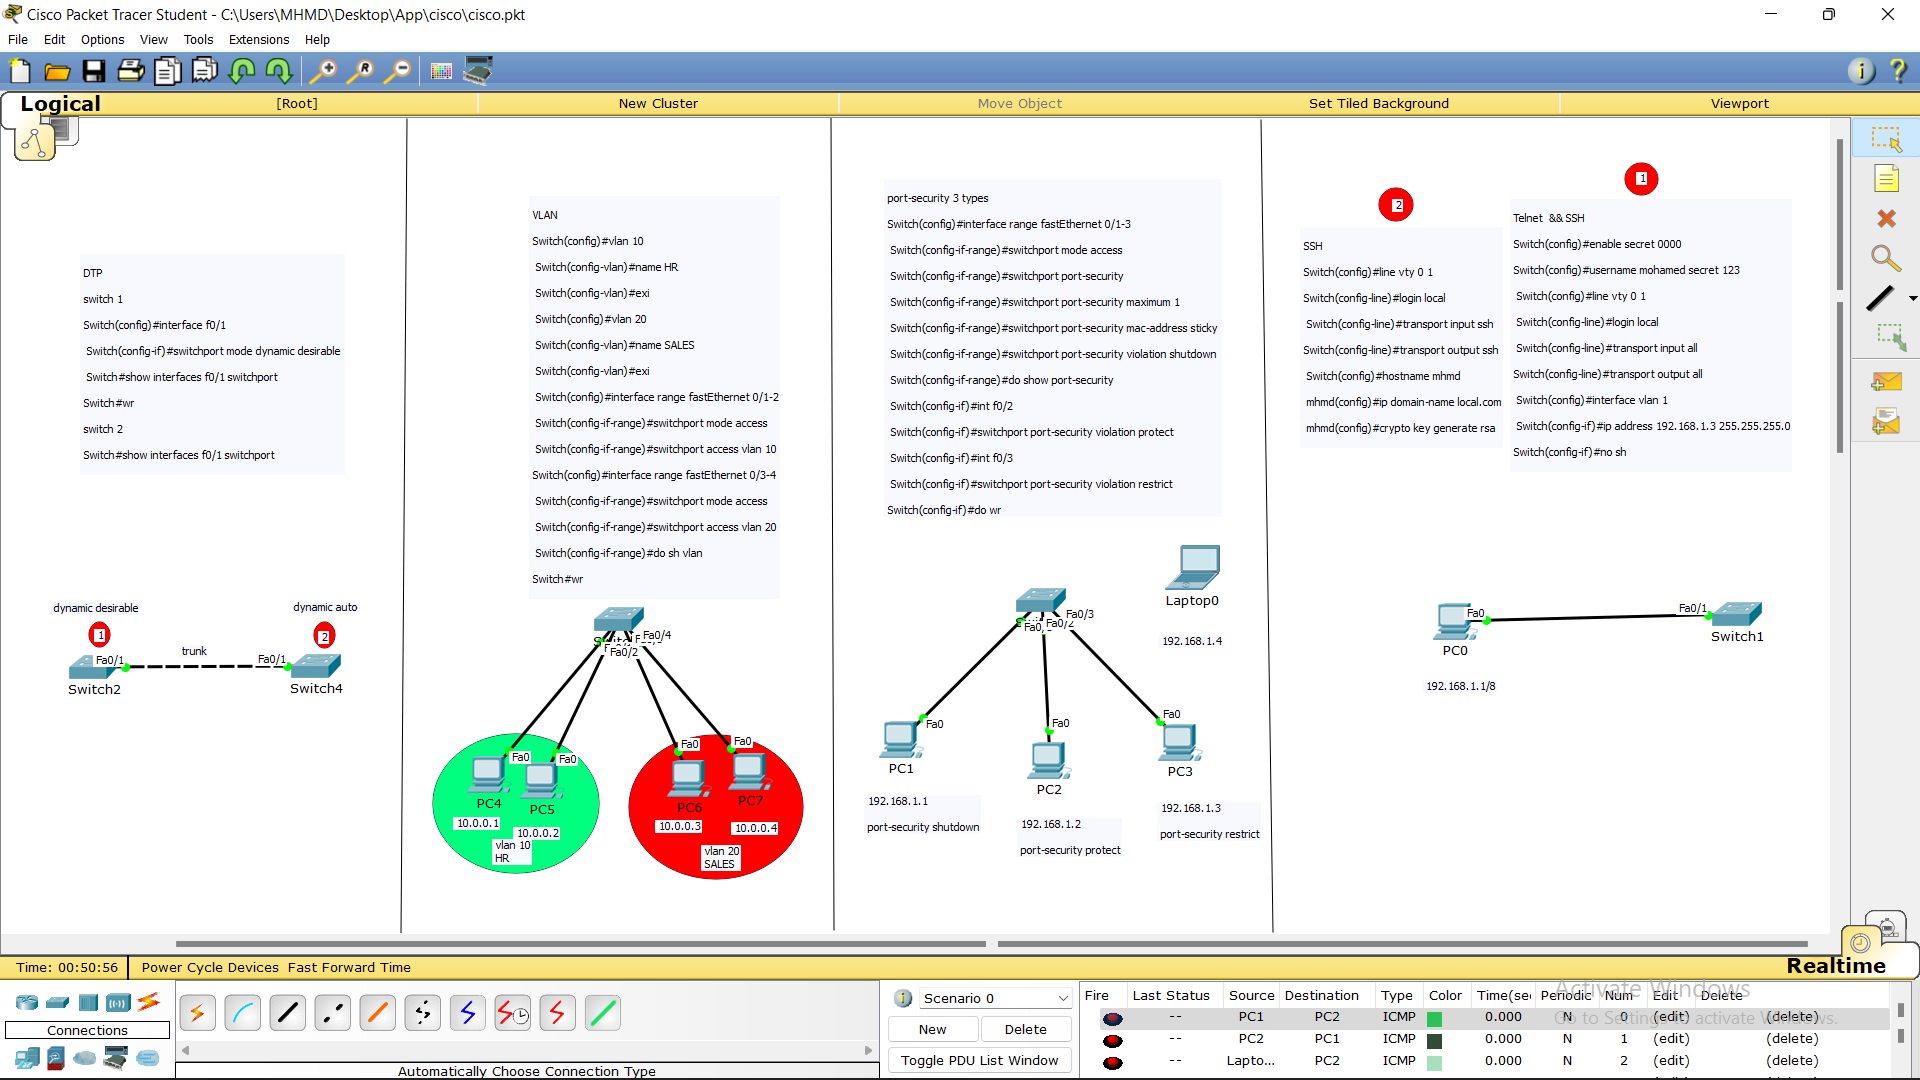 Cisco Packet Tracer Student - C:\Users\MHMD\Desktop\App\cisco\cisco.pkt
File Edit Options View Tools Extensions Help
Logical [Root] New Cluster Move Object Set Tiled Background Viewport
DTP
switch 1
Switch(config)#interface f0/1
Switch(config-if)#switchport mode dynamic desirable
Switch#show interfaces f0/1 switchport
Switch#wr
switch 2
Switch#show interfaces f0/1 switchport
dynamic desirable
1
dynamic auto
2
trunk
Fa0/1
Fa0/1
Switch2
Switch4
VLAN
Switch(config)#vlan 10
Switch(config-vlan)#name HR
Switch(config-vlan)#exi
Switch(config)#vlan 20
Switch(config-vlan)#name SALES
Switch(config-vlan)#exi
Switch(config)#interface range fastEthernet 0/1-2
Switch(config-if-range)#switchport mode access
Switch(config-if-range)#switchport access vlan 10
Switch(config)#interface range fastEthernet 0/3-4
Switch(config-if-range)#switchport mode access
Switch(config-if-range)#switchport access vlan 20
Switch(config-if-range)#do sh vlan
Switch#wr
Fa0/4
Fa0/2
Fa0
Fa0
Fa0
Fa0
PC4
PC5
PC6
PC7
10.0.0.1
10.0.0.2
10.0.0.3
10.0.0.4
vlan 10
HR
vlan 20
SALES
port-security 3 types
Switch(config)#interface range fastEthernet 0/1-3
Switch(config-if-range)#switchport mode access
Switch(config-if-range)#switchport port-security
Switch(config-if-range)#switchport port-security maximum 1
Switch(config-if-range)#switchport port-security mac-address sticky
Switch(config-if-range)#switchport port-security violation shutdown
Switch(config-if-range)#do show port-security
Switch(config-if)#int f0/2
Switch(config-if)#switchport port-security violation protect
Switch(config-if)#int f0/3
Switch(config-if)#switchport port-security violation restrict
Switch(config-if)#do wr
Laptop0
192.168.1.4
Fa0/3
Fa0/2
Fa0
Fa0
Fa0
PC1
PC2
PC3
192.168.1.1
port-security shutdown
192.168.1.2
port-security protect
192.168.1.3
port-security restrict
2
SSH
Switch(config)#line vty 0 1
Switch(config-line)#login local
Switch(config-line)#transport input ssh
Switch(config-line)#transport output ssh
Switch(config)#hostname mhmd
mhmd(config)#ip domain-name local.com
mhmd(config)#crypto key generate rsa
1
Telnet && SSH
Switch(config)#enable secret 0000
Switch(config)#username mohamed secret 123
Switch(config)#line vty 0 1
Switch(config-line)#login local
Switch(config-line)#transport input all
Switch(config-line)#transport output all
Switch(config)#interface vlan 1
Switch(config-if)#ip address 192.168.1.3 255.255.255.0
Switch(config-if)#no sh
Fa0
Fa0/1
PC0
Switch1
192.168.1.1/8
Time: 00:50:56 Power Cycle Devices Fast Forward Time
Realtime
Connections
Automatically Choose Connection Type
Scenario 0
New Delete
Toggle PDU List Window
Fire Last Status Source Destination Type Color Time(sec Periodic Num Edit Delete
-- PC1 PC2 ICMP 0.000 N 0 (edit) (delete)
-- PC2 PC1 ICMP 0.000 N 1 (edit) (delete)
-- Lapto... PC2 ICMP 0.000 N 2 (edit) (delete)
Activate Windows
Go to Settings to activate Windows.